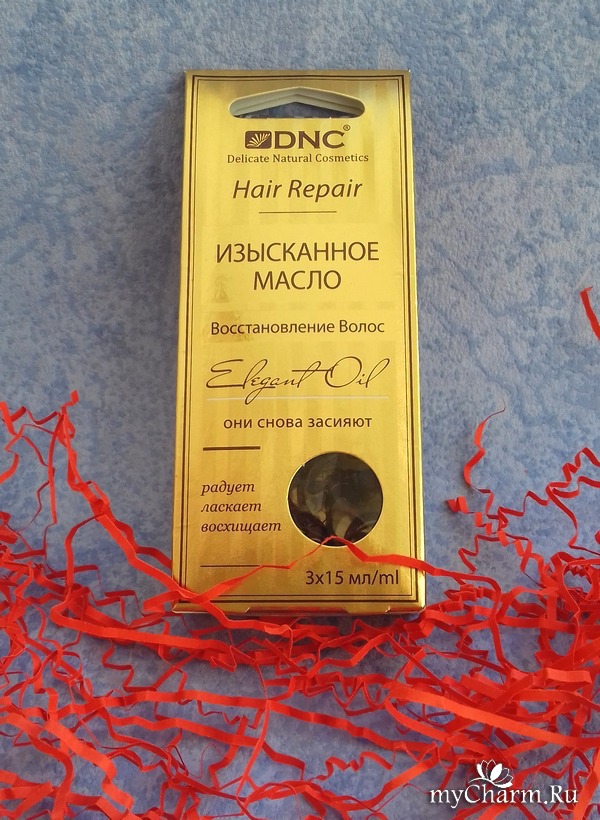 DNC®
Delicate Natural Cosmetics
Hair Repair
ИЗЫСКАННОЕ
МАСЛО
Восстановление Волос
Elegant Oil
они снова засияют
радует
ласкает
восхищает
3x15 мл/ml
myCharm.Ru